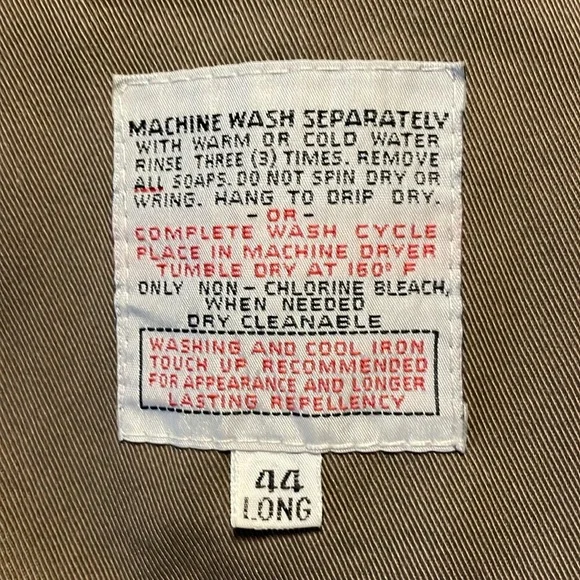 MACHINE WASH SEPARATELY
WITH WARM OR COLD WATER
RINSE THREE (3) TIMES. REMOVE
ALL SOAPS. DO NOT SPIN DRY OR
WRING. HANG TO DRIP DRY.
- OR -
COMPLETE WASH CYCLE
PLACE IN MACHINE DRYER
TUMBLE DRY AT 160° F
ONLY NON - CHLORINE BLEACH,
WHEN NEEDED
DRY CLEANABLE
WASHING AND COOL IRON
TOUCH UP RECOMMENDED
FOR APPEARANCE AND LONGER
LASTING REPELLENCY
44
LONG